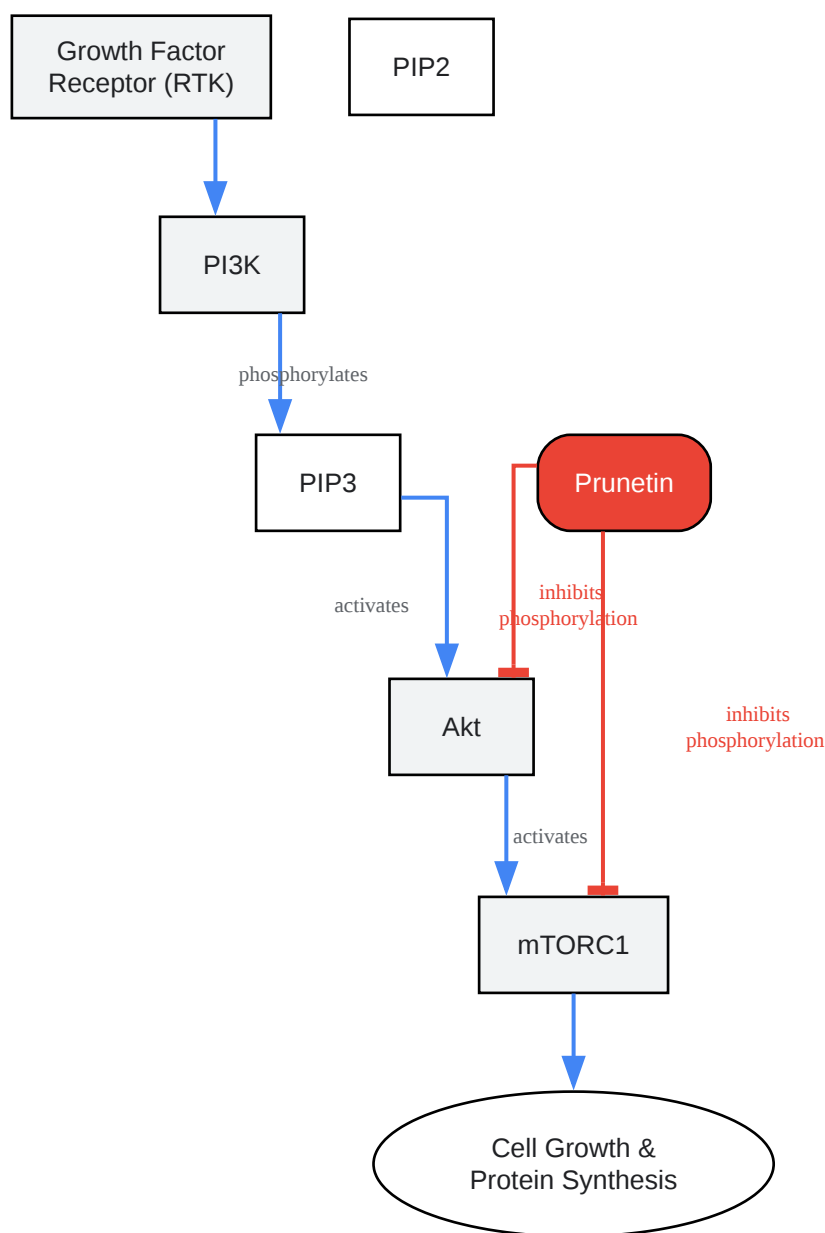 Growth Factor
Receptor (RTK)
PIP2
PI3K
phosphorylates
PIP3
Prunetin
activates
inhibits
phosphorylation
Akt
inhibits
phosphorylation
activates
mTORC1
Cell Growth &
Protein Synthesis